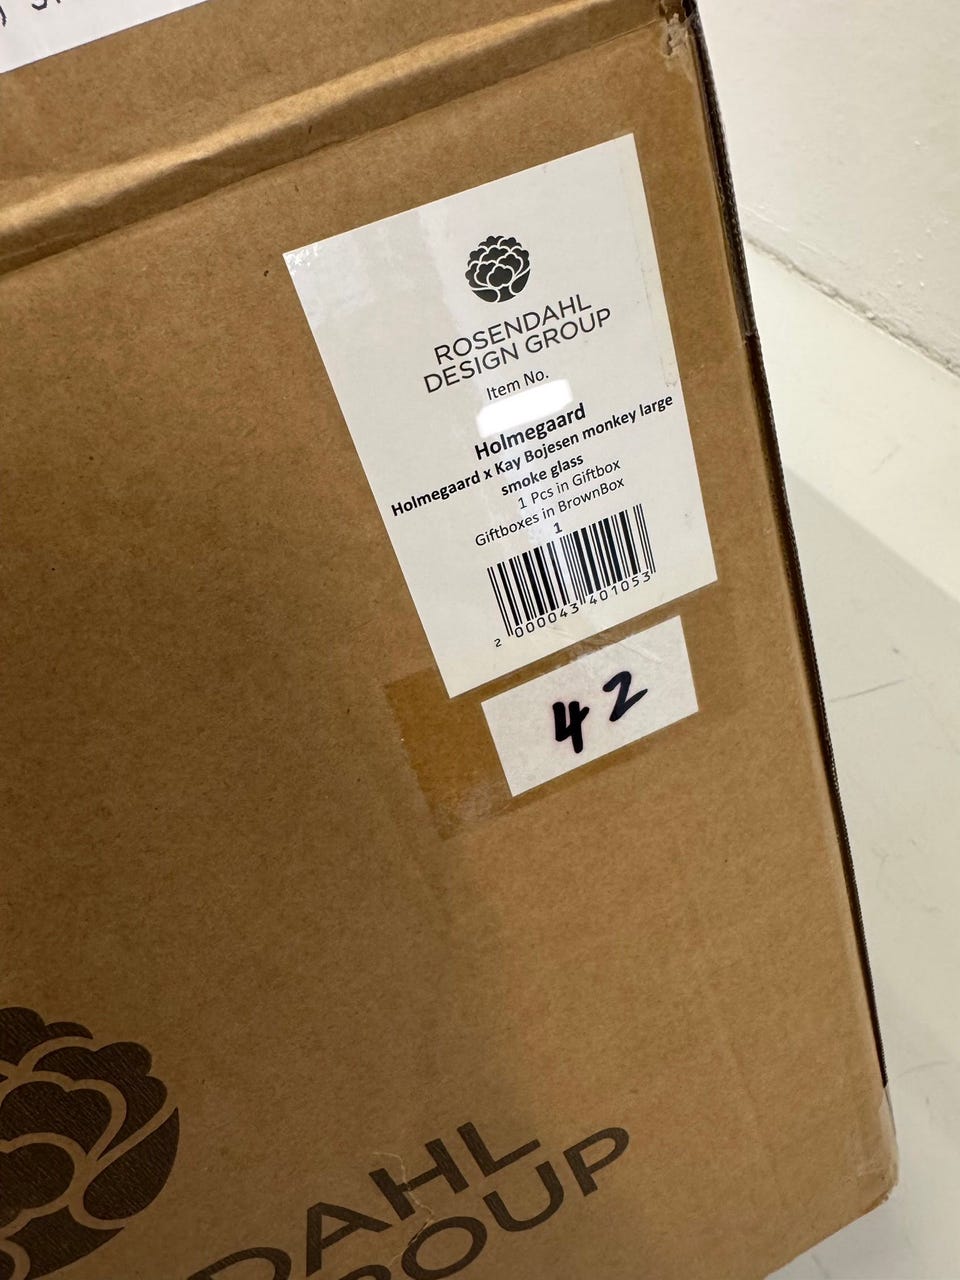 ROSENDAHL
DESIGN GROUP
Item No.
Holmegaard
Holmegaard x Kay Bojesen monkey large
smoke glass
1 Pcs in Giftbox
Giftboxes in BrownBox
1
2 000043 401053
42
DAHL
OUP